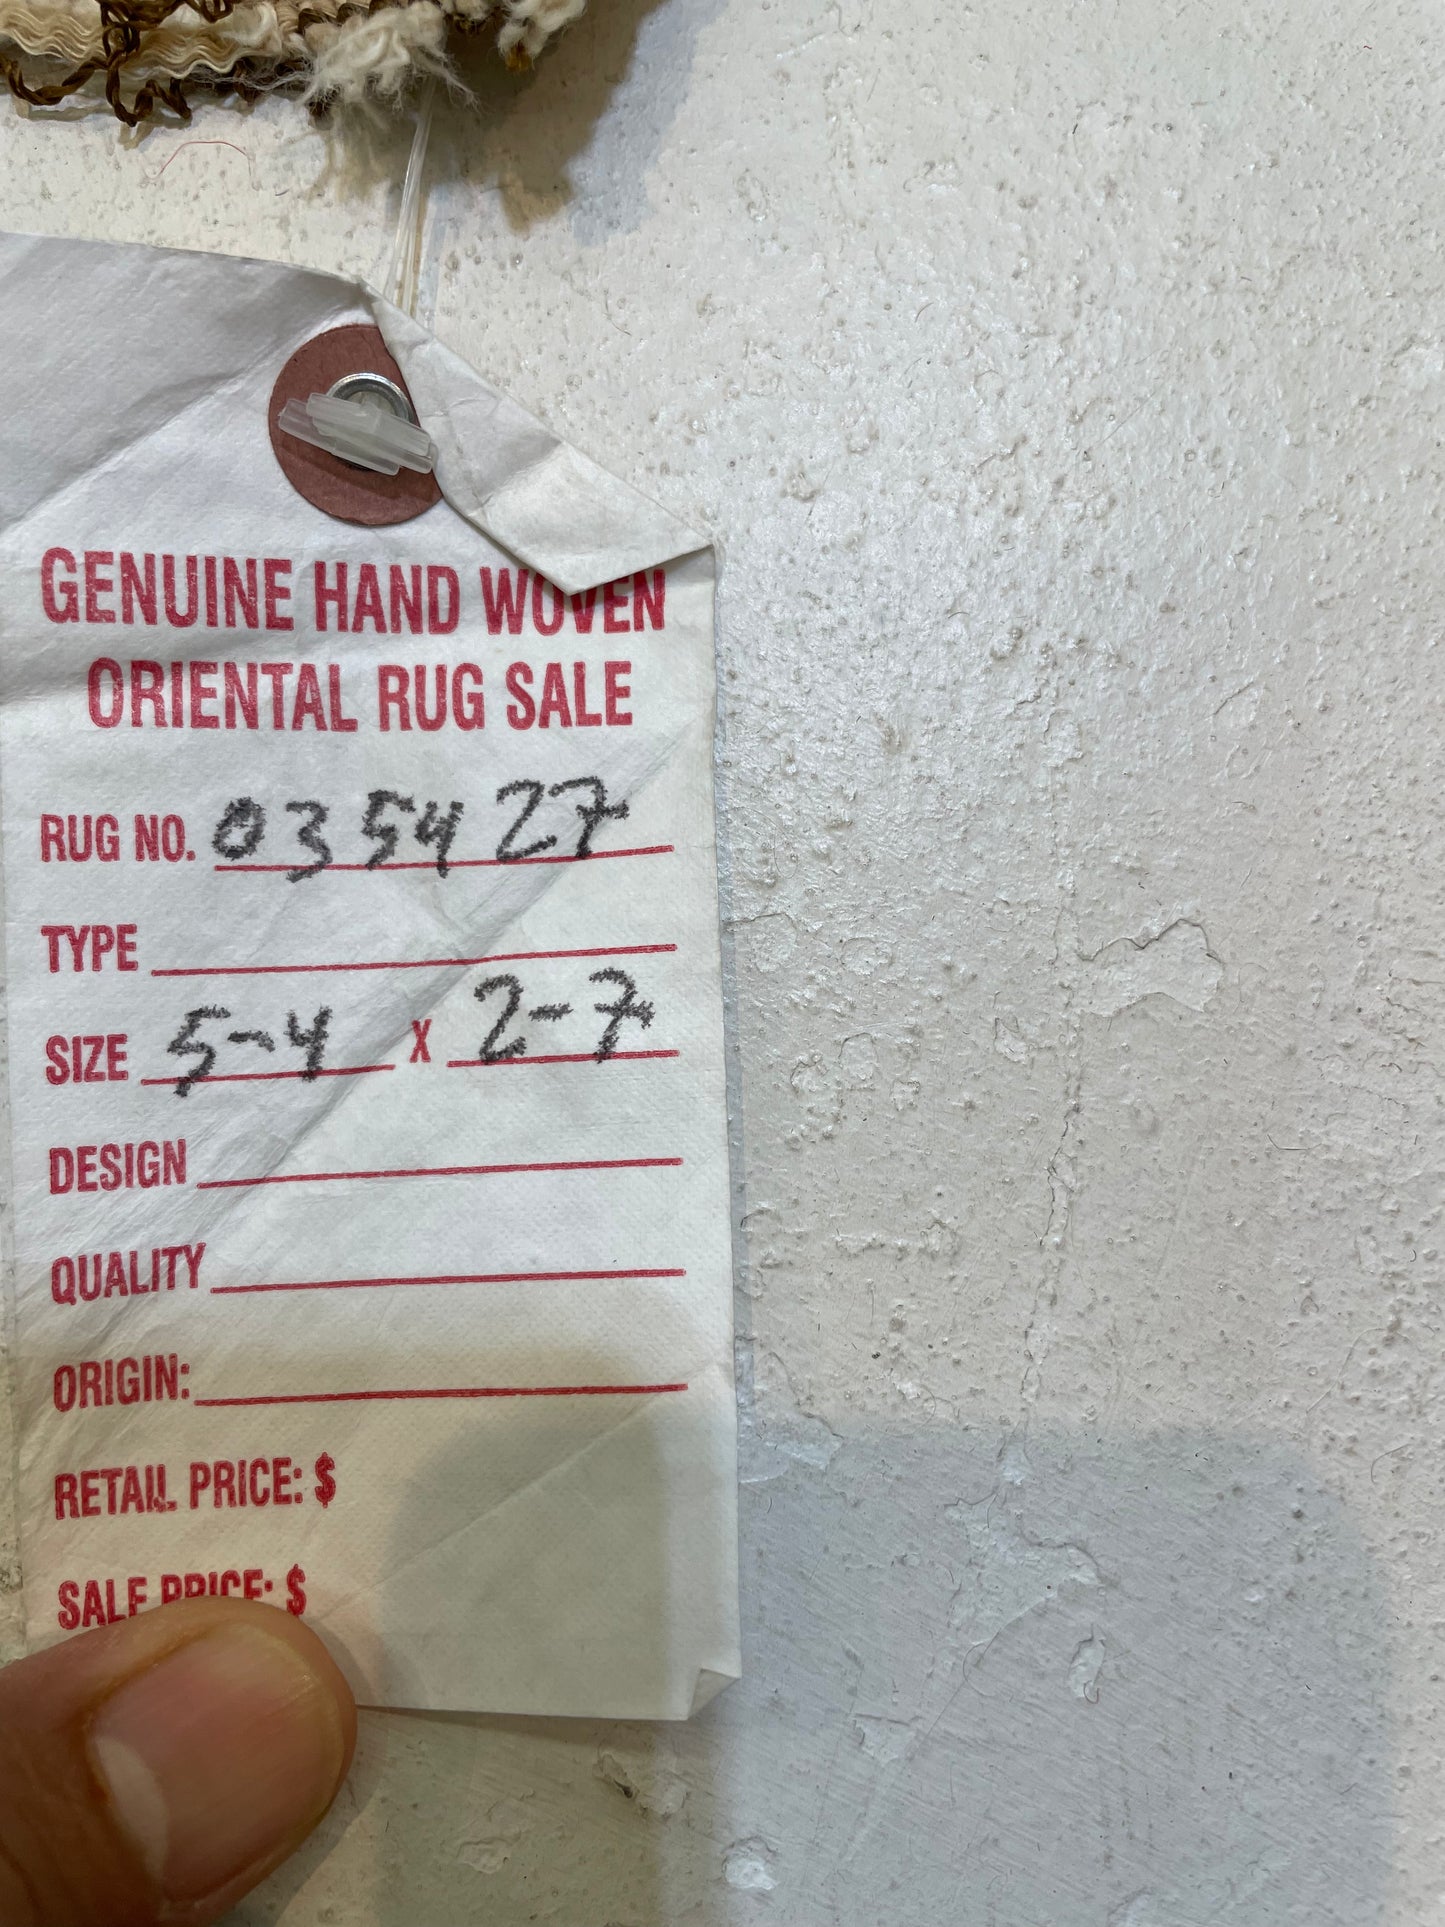 GENUINE HAND WOVEN
ORIENTAL RUG SALE
RUG NO. 035427
TYPE
SIZE 5-4 X 2-7
DESIGN
QUALITY
ORIGIN:
RETAIL PRICE: $
SALE PRICE: $